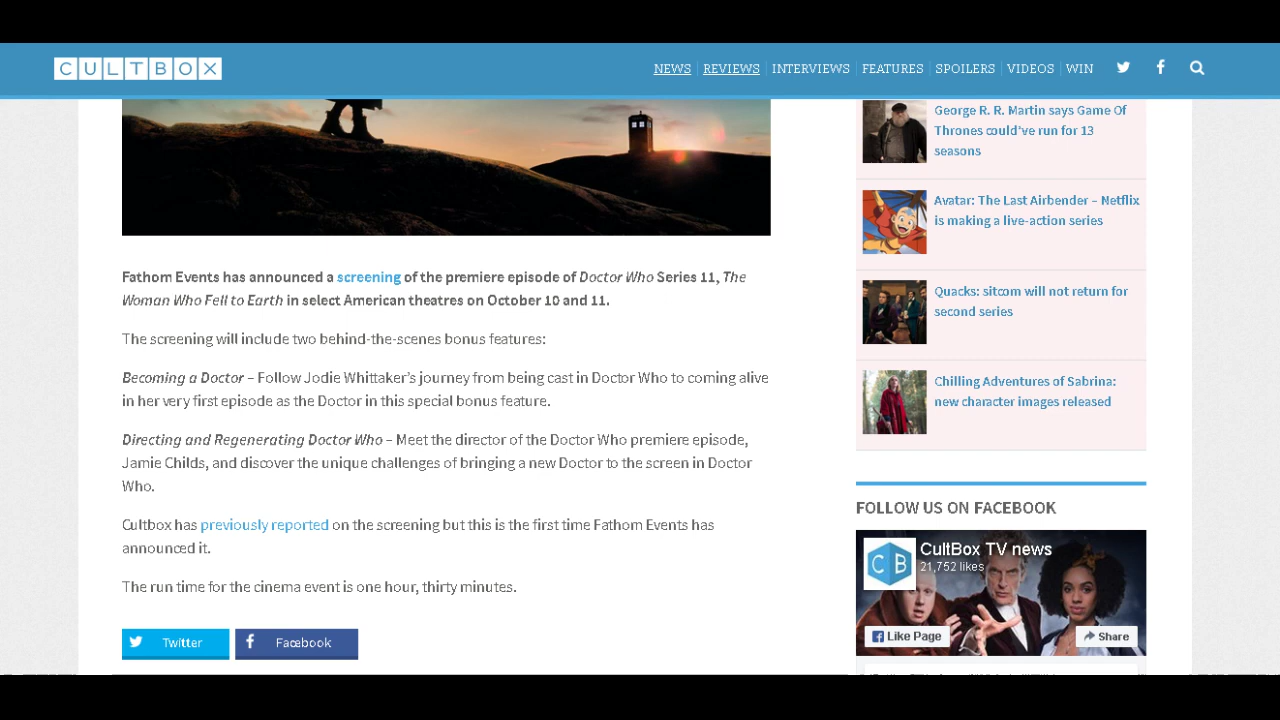 CULTBOX
NEWS REVIEWS INTERVIEWS FEATURES SPOILERS VIDEOS WIN
Fathom Events has announced a screening of the premiere episode of Doctor Who Series 11, The
Woman Who Fell to Earth in select American theatres on October 10 and 11.
The screening will include two behind-the-scenes bonus features:
Becoming a Doctor – Follow Jodie Whittaker's journey from being cast in Doctor Who to coming alive
in her very first episode as the Doctor in this special bonus feature.
Directing and Regenerating Doctor Who – Meet the director of the Doctor Who premiere episode,
Jamie Childs, and discover the unique challenges of bringing a new Doctor to the screen in Doctor
Who.
Cultbox has previously reported on the screening but this is the first time Fathom Events has
announced it.
The run time for the cinema event is one hour, thirty minutes.
Twitter
Facebook
George R. R. Martin says Game Of
Thrones could've run for 13
seasons
Avatar: The Last Airbender – Netflix
is making a live-action series
Quacks: sitcom will not return for
second series
Chilling Adventures of Sabrina:
new character images released
FOLLOW US ON FACEBOOK
CB
CultBox TV news
21,752 likes
Like Page
Share